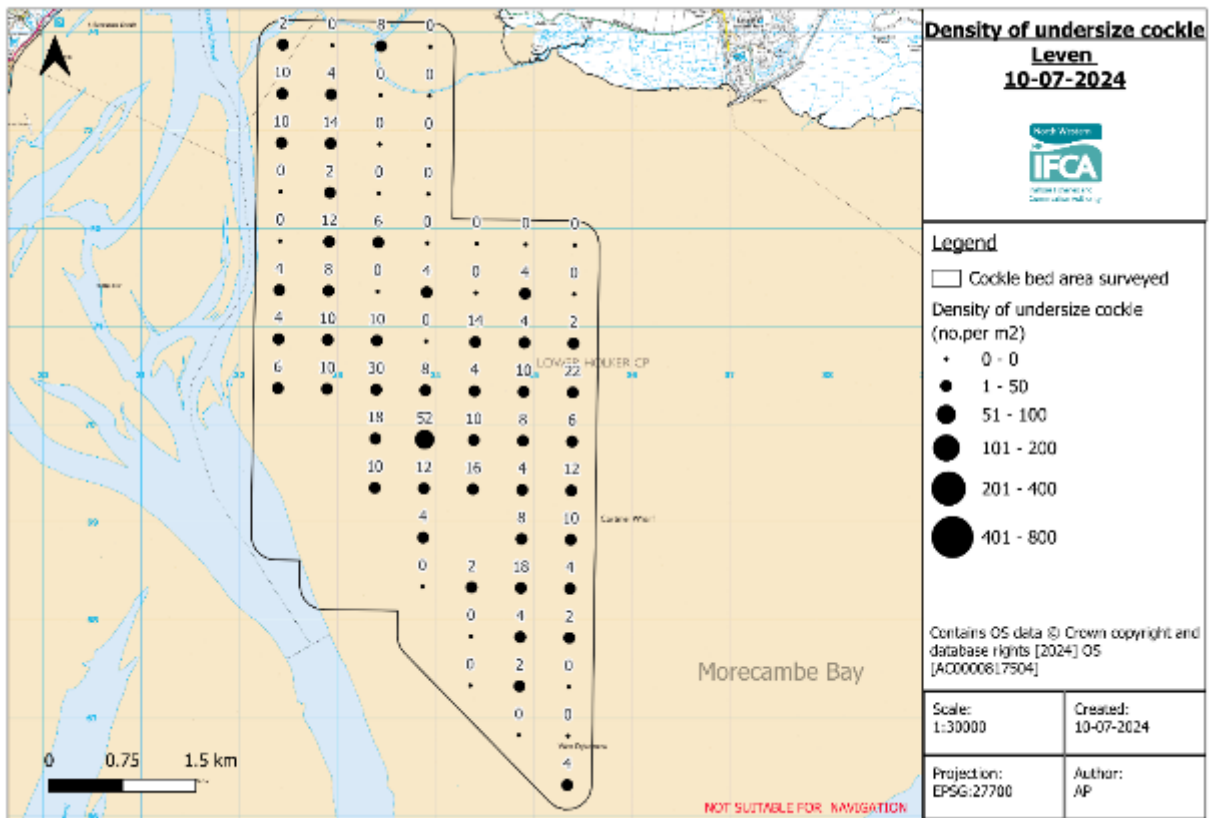 Density of undersize cockle
Leven
10-07-2024
North Western
IFCA
Legend
Cockle bed area surveyed
Density of undersize cockle
(no.per m2)
0 - 0
1 - 50
51 - 100
101 - 200
201 - 400
401 - 800
Contains OS data © Crown copyright and
database rights [2024] OS
[AC0000817504]
Scale:
1:30000
Created:
10-07-2024
Projection:
EPSG:27700
Author:
AP
2 0 8 0
10 4 0 0
10 14 0 0
0 2 0 0
0 12 6 0 0 0 0
4 8 0 4 0 4 0
4 10 10 0 14 4 2
LOWER HOLKER CP
6 10 30 8 4 10 22
18 52 10 8 6
10 12 16 4 12
4 8 10
0 2 18 4
0 4 2
0 2 0
Morecambe Bay
0 0
4
0 0.75 1.5 km
NOT SUITABLE FOR NAVIGATION